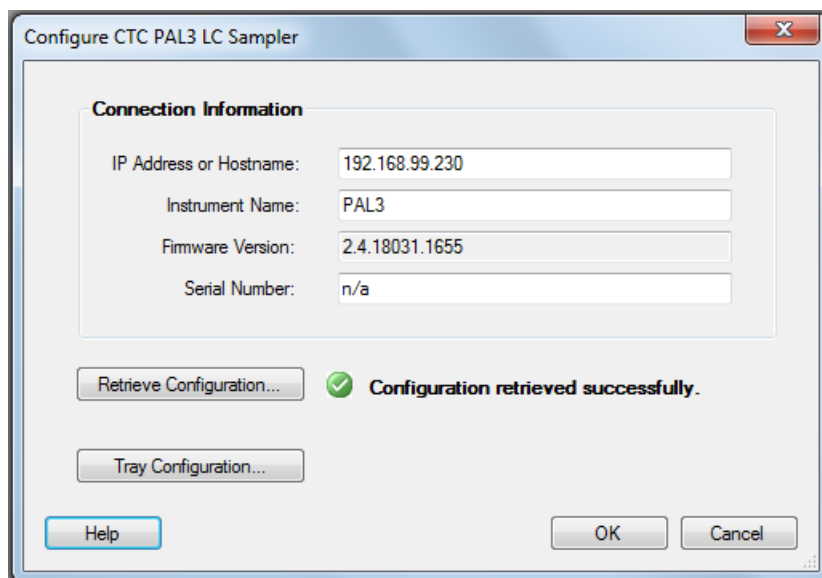 Configure CTC PAL3 LC Sampler
Connection Information
IP Address or Hostname: 192.168.99.230
Instrument Name: PAL3
Firmware Version: 2.4.18031.1655
Serial Number: n/a
Retrieve Configuration... Configuration retrieved successfully.
Tray Configuration...
Help OK Cancel